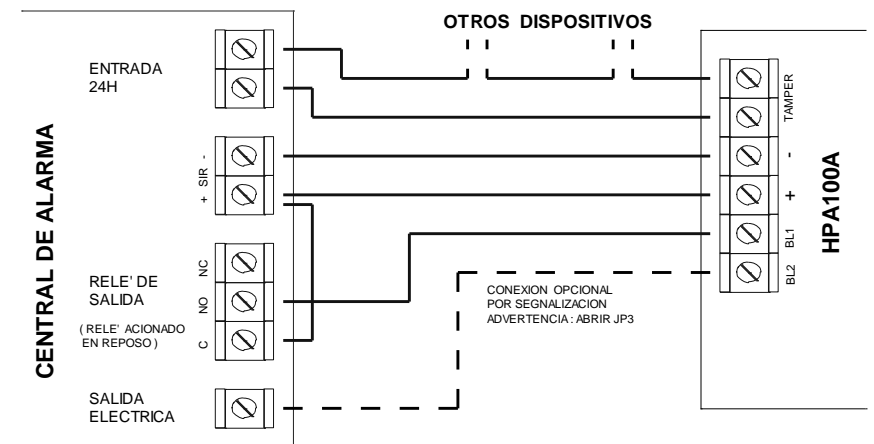 OTROS DISPOSITIVOS
CENTRAL DE ALARMA
ENTRADA
24H
+ SIR -
RELE' DE
SALIDA
( RELE' ACIONADO
EN REPOSO )
NC
NO
C
SALIDA
ELECTRICA
CONEXION OPCIONAL
POR SEGNALIZACION
ADVERTENCIA : ABRIR JP3
TAMPER
-
+
BL1
BL2
HPA100A